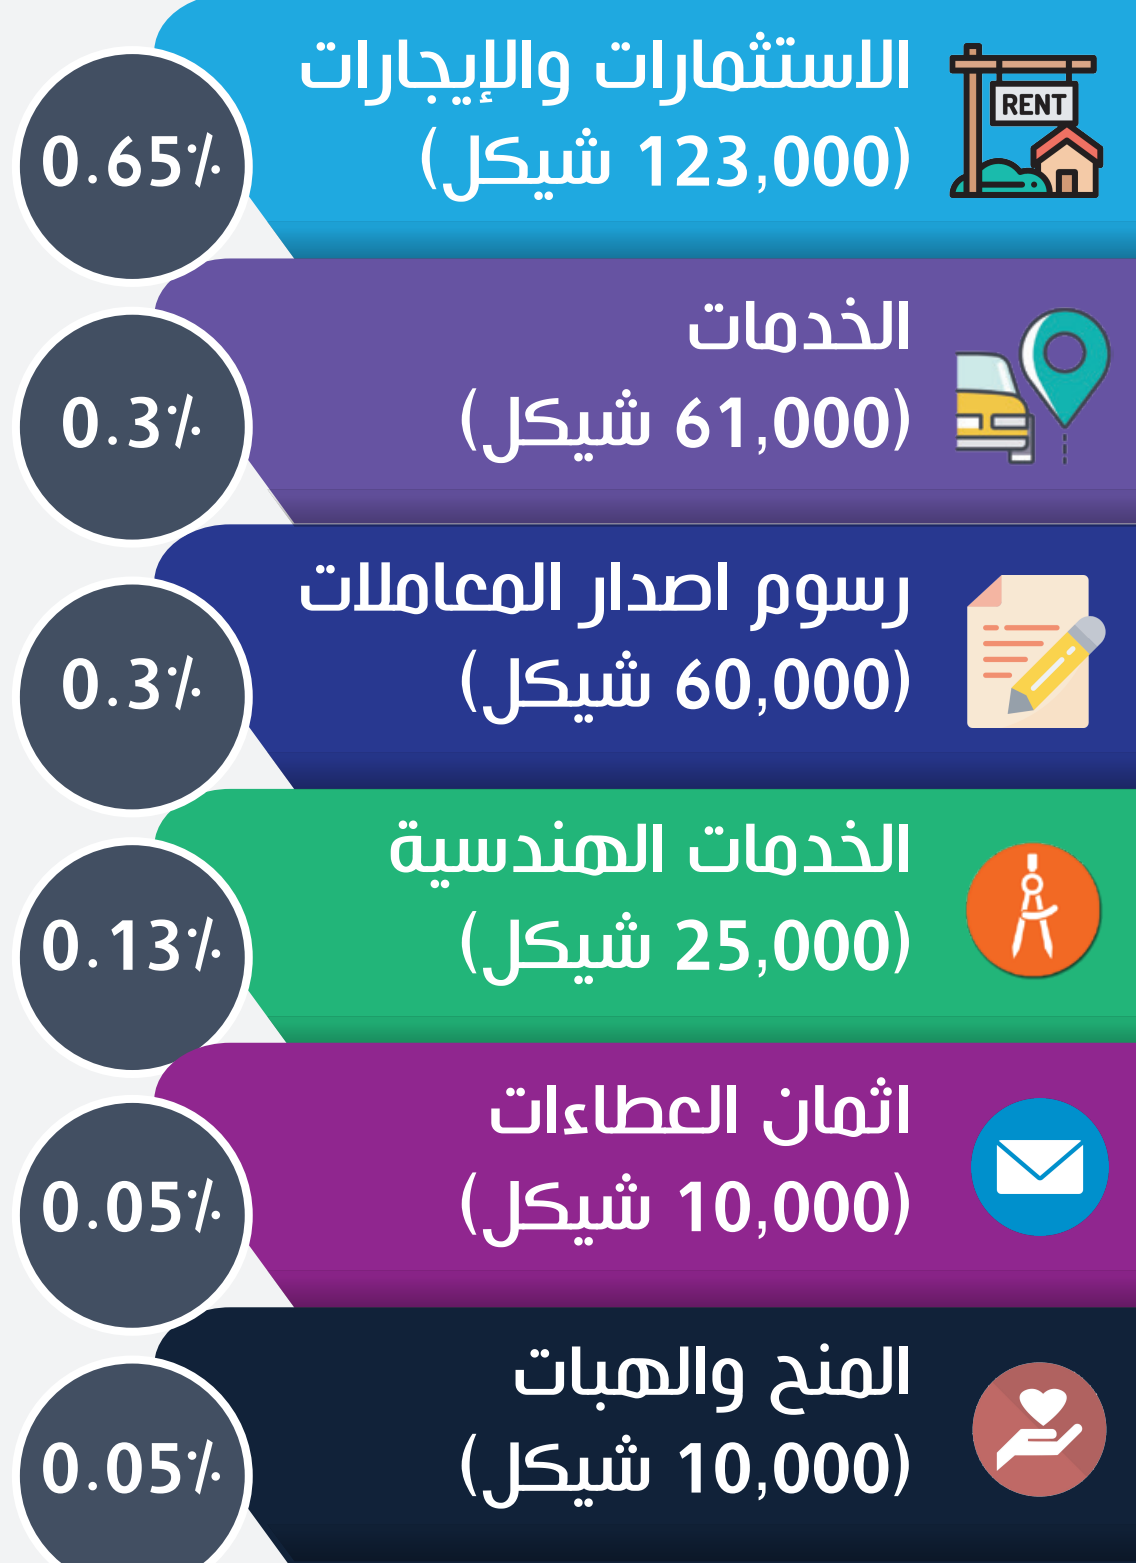 الاستثمارات والإيجارات
(123,000 شيكل)
RENT
0.65٪
الخدمات
(61,000 شيكل)
0.3٪
رسوم اصدار المعاملات
(60,000 شيكل)
0.3٪
الخدمات الهندسية
(25,000 شيكل)
0.13٪
اثمان العطاءات
(10,000 شيكل)
0.05٪
المنح والهبات
(10,000 شيكل)
0.05٪